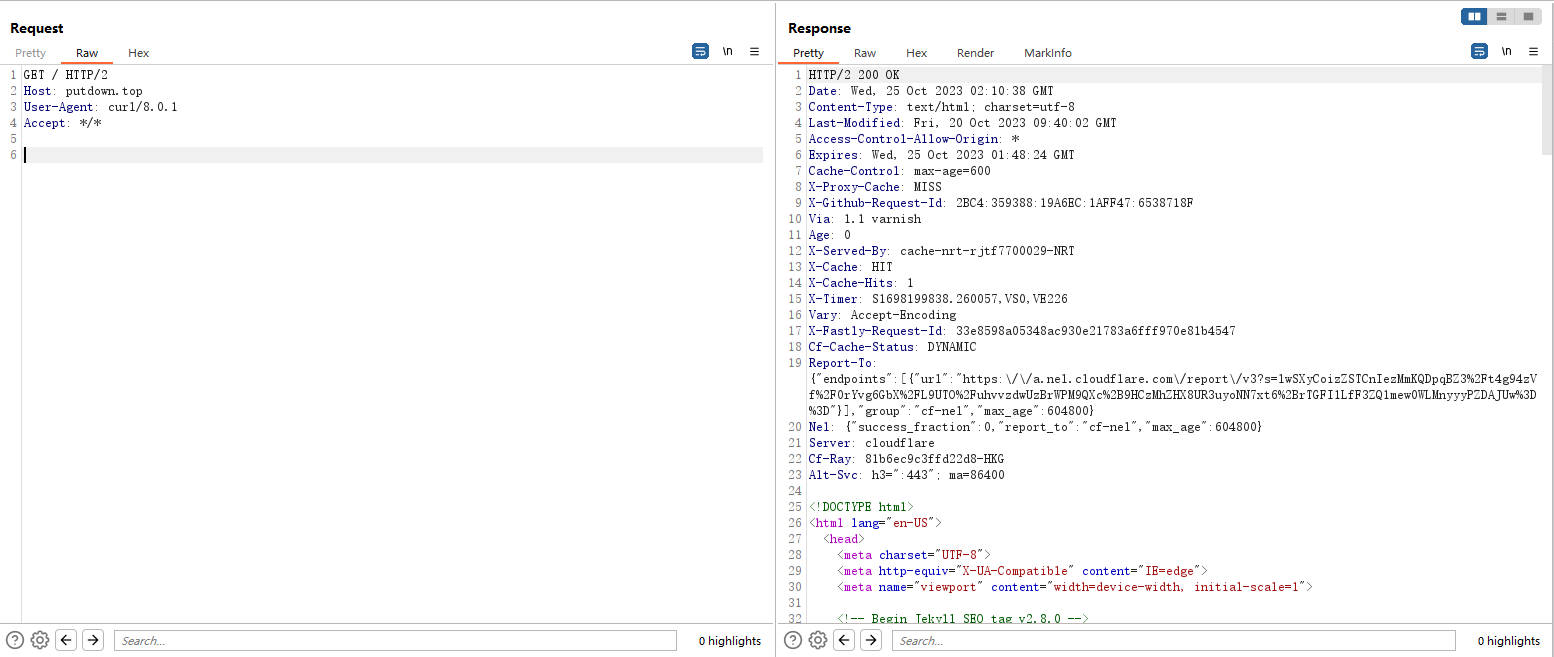 Request
Pretty Raw Hex
\n
1 GET / HTTP/2
2 Host: putdown.top
3 User-Agent: curl/8.0.1
4 Accept: */*
5
6
Search...
0 highlights
Response
Pretty Raw Hex Render MarkInfo
\n
1 HTTP/2 200 OK
2 Date: Wed, 25 Oct 2023 02:10:38 GMT
3 Content-Type: text/html; charset=utf-8
4 Last-Modified: Fri, 20 Oct 2023 09:40:02 GMT
5 Access-Control-Allow-Origin: *
6 Expires: Wed, 25 Oct 2023 01:48:24 GMT
7 Cache-Control: max-age=600
8 X-Proxy-Cache: MISS
9 X-Github-Request-Id: 2BC4:359388:19A6EC:1AFF47:6538718F
10 Via: 1.1 varnish
11 Age: 0
12 X-Served-By: cache-nrt-rjtf7700029-NRT
13 X-Cache: HIT
14 X-Cache-Hits: 1
15 X-Timer: S1698199838.260057,VS0,VE226
16 Vary: Accept-Encoding
17 X-Fastly-Request-Id: 33e8598a05348ac930e21783a6fff970e81b4547
18 Cf-Cache-Status: DYNAMIC
19 Report-To:
{"endpoints":[{"url":"https:\/\/a.nel.cloudflare.com\/report\/v3?s=lwSXyCoizZSTCnIezMmKQDpqBZ3%2Ft4g94zV
f%2F0rYvg6GbX%2FL9UTO%2FuhvvzdwUzBrWPM9QXc%2B9HCzMhZHX8UR3uyoNN7xt6%2BrTGFI1LfF3ZQ1mew0WLMnyyyPZDAJUw%3D
%3D"}],"group":"cf-nel","max_age":604800}
20 Nel: {"success_fraction":0,"report_to":"cf-nel","max_age":604800}
21 Server: cloudflare
22 Cf-Ray: 81b6ec9c3ffd22d8-HKG
23 Alt-Svc: h3=":443"; ma=86400
24
25 <!DOCTYPE html>
26 <html lang="en-US">
27 <head>
28 <meta charset="UTF-8">
29 <meta http-equiv="X-UA-Compatible" content="IE=edge">
30 <meta name="viewport" content="width=device-width, initial-scale=1">
31
32 <!-- Begin Jekyll SEO tag v2.8.0 -->
Search...
0 highlights